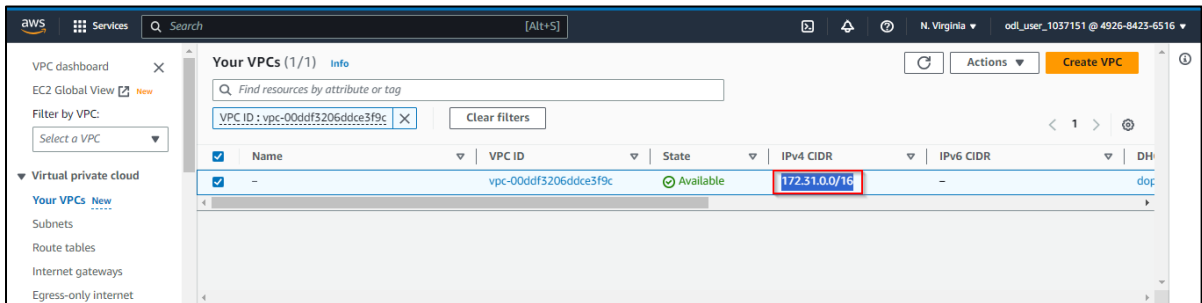 aws Services Search [Alt+S] N. Virginia odl_user_1037151 @ 4926-8423-6516
VPC dashboard
EC2 Global View New
Filter by VPC:
Select a VPC
Virtual private cloud
Your VPCs New
Subnets
Route tables
Internet gateways
Egress-only internet
Your VPCs (1/1) Info
Actions Create VPC
Find resources by attribute or tag
VPC ID : vpc-00ddf3206ddce3f9c Clear filters
1
Name VPC ID State IPv4 CIDR IPv6 CIDR DH
– vpc-00ddf3206ddce3f9c Available 172.31.0.0/16 – dop